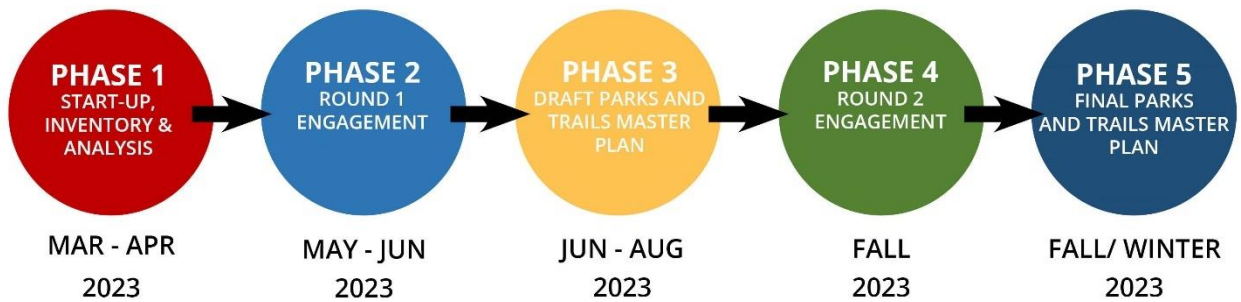 PHASE 1
START-UP,
INVENTORY &
ANALYSIS
MAR - APR
2023
PHASE 2
ROUND 1
ENGAGEMENT
MAY - JUN
2023
PHASE 3
DRAFT PARKS AND
TRAILS MASTER
PLAN
JUN - AUG
2023
PHASE 4
ROUND 2
ENGAGEMENT
FALL
2023
PHASE 5
FINAL PARKS
AND TRAILS MASTER
PLAN
FALL/ WINTER
2023